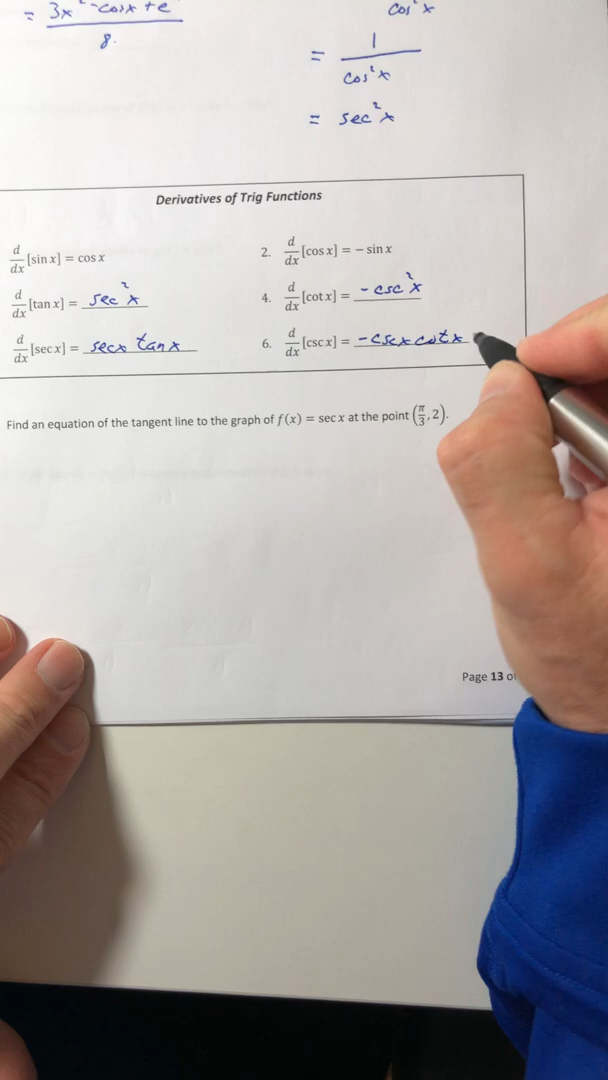 = 3x² - cosx + e
8.
cos²x
= 1
cos²x
= sec²x
Derivatives of Trig Functions
d/dx [sin x] = cos x
2. d/dx [cos x] = − sin x
d/dx [tan x] = sec²x
4. d/dx [cot x] = -csc²x
d/dx [sec x] = secx tanx
6. d/dx [csc x] = -cscx cotx
Find an equation of the tangent line to the graph of f(x) = sec x at the point (π/3, 2).
Page 13 o